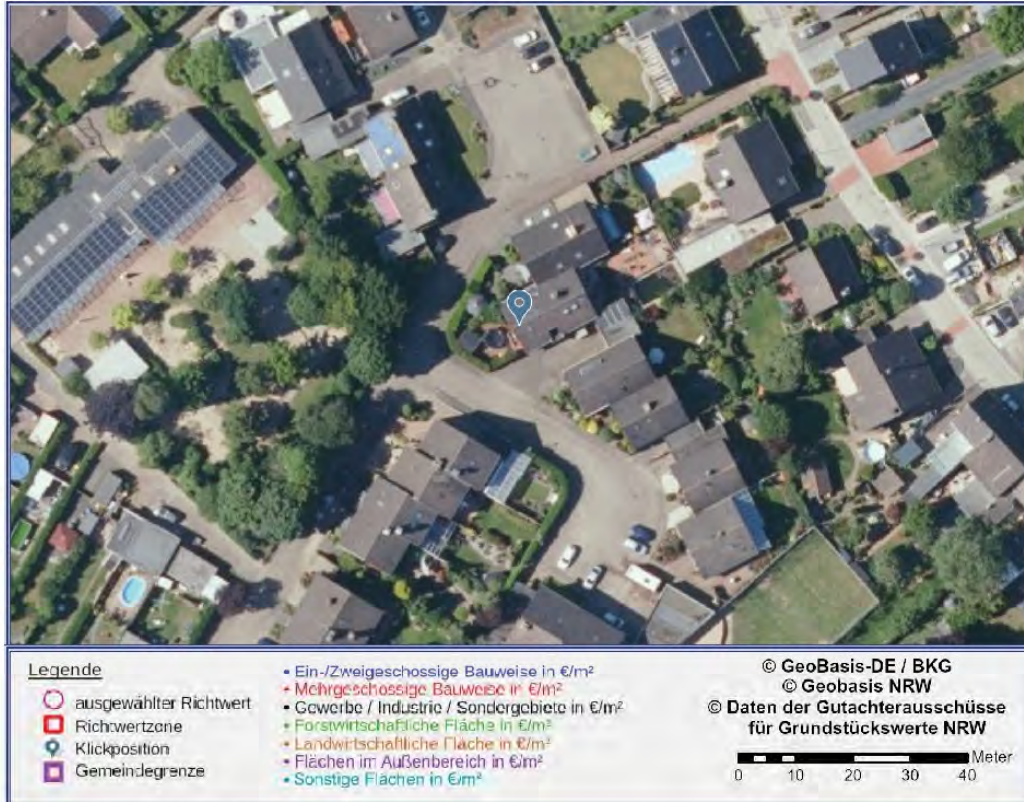 Legende
ausgewählter Richtwert
Richtwertzone
Klickposition
Gemeindegrenze
• Ein-/Zweigeschossige Bauweise in €/m²
• Mehrgeschossige Bauweise in €/m²
• Gewerbe / Industrie / Sondergebiete in €/m²
• Forstwirtschaftliche Fläche in €/m²
• Landwirtschaftliche Fläche in €/m²
• Flächen im Außenbereich in €/m²
• Sonstige Flächen in €/m²
© GeoBasis-DE / BKG
© Geobasis NRW
© Daten der Gutachterausschüsse
für Grundstückswerte NRW
Meter
0 10 20 30 40